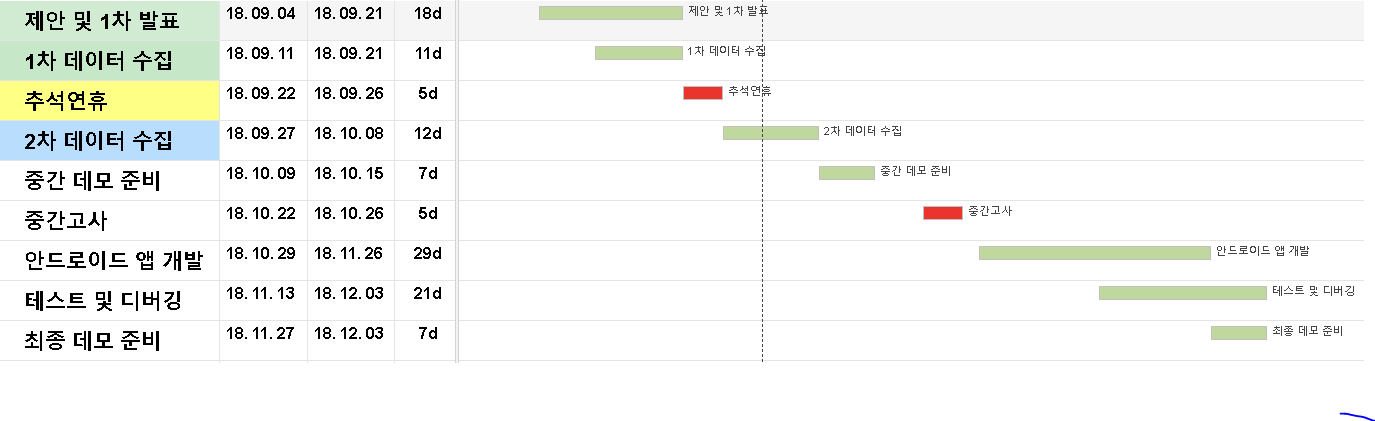 제안 및 1차 발표 18.09.04 18.09.21 18d 제안 및 1차 발표
1차 데이터 수집 18.09.11 18.09.21 11d 1차 데이터 수집
추석연휴 18.09.22 18.09.26 5d 추석연휴
2차 데이터 수집 18.09.27 18.10.08 12d 2차 데이터 수집
중간 데모 준비 18.10.09 18.10.15 7d 중간 데모 준비
중간고사 18.10.22 18.10.26 5d 중간고사
안드로이드 앱 개발 18.10.29 18.11.26 29d 안드로이드 앱 개발
테스트 및 디버깅 18.11.13 18.12.03 21d 테스트 및 디버깅
최종 데모 준비 18.11.27 18.12.03 7d 최종 데모 준비